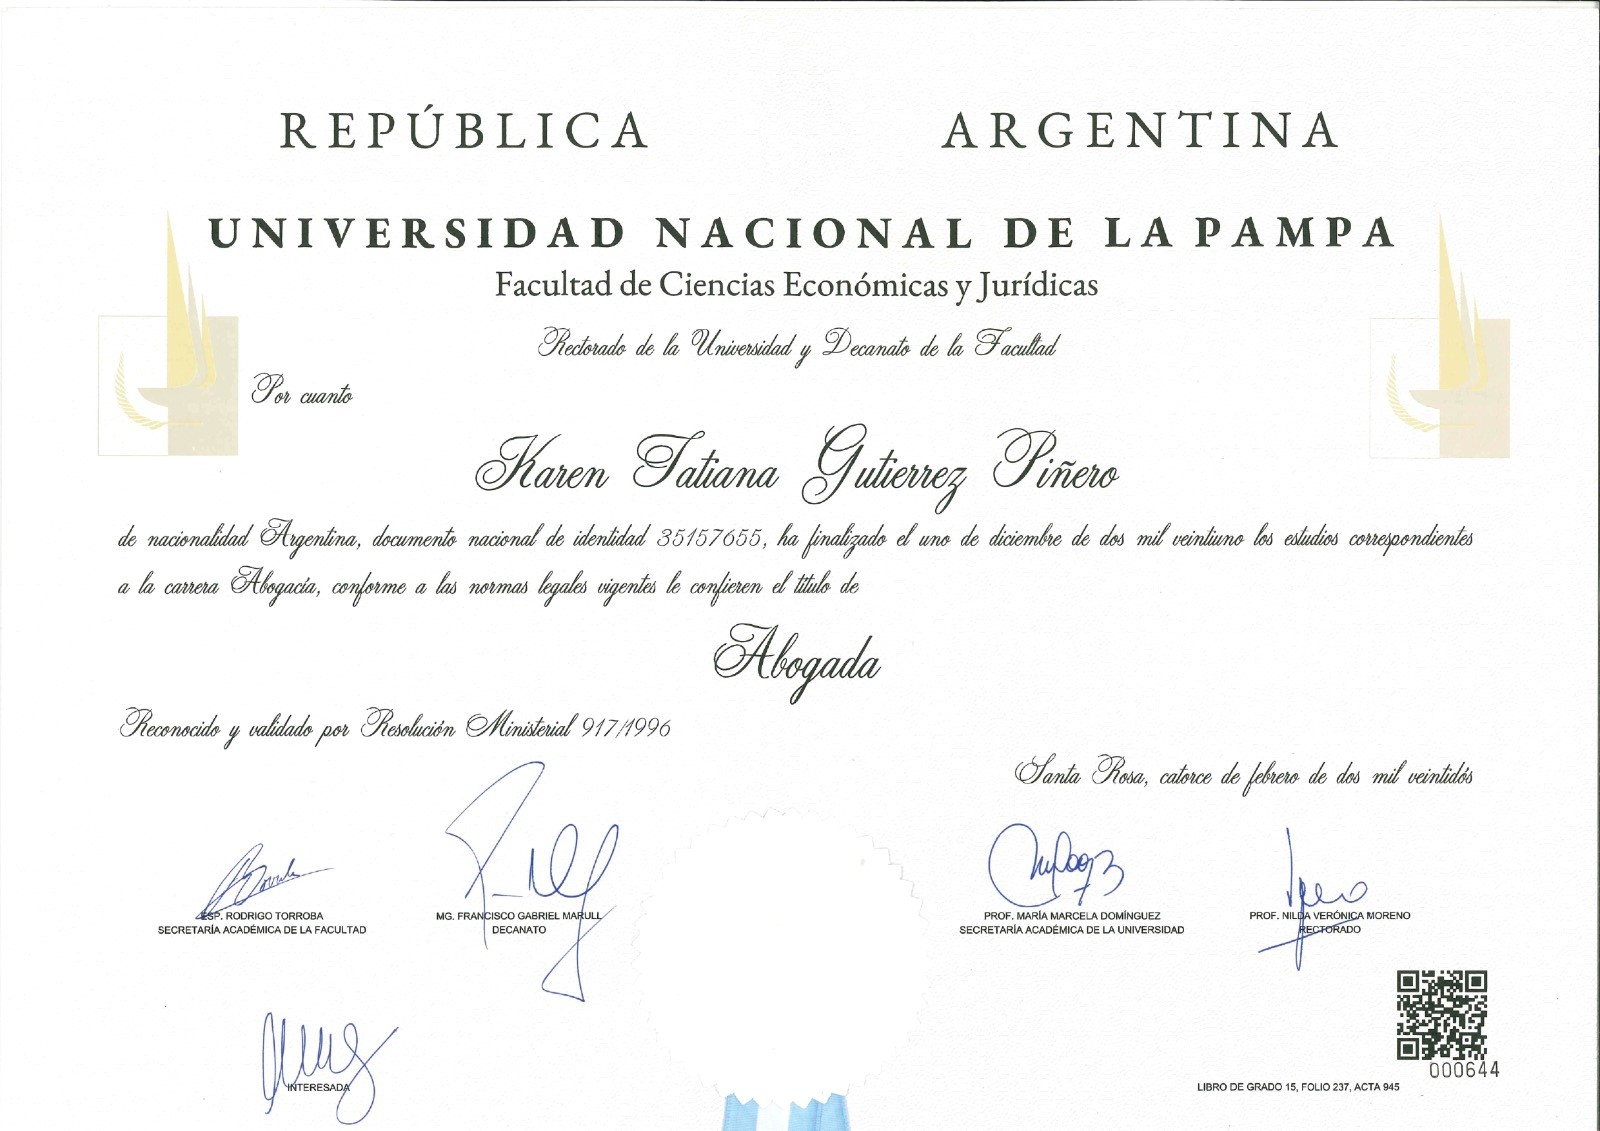 REPÚBLICA ARGENTINA
UNIVERSIDAD NACIONAL DE LA PAMPA
Facultad de Ciencias Económicas y Jurídicas
Rectorado de la Universidad y Decanato de la Facultad
Por cuanto
Karen Tatiana Gutierrez Piñero
de nacionalidad Argentina, documento nacional de identidad 35157655, ha finalizado el uno de diciembre de dos mil veintiuno los estudios correspondientes
a la carrera Abogacía, conforme a las normas legales vigentes le confieren el título de
Abogada
Reconocido y validado por Resolución Ministerial 917/1996
Santa Rosa, catorce de febrero de dos mil veintidós
ESP. RODRIGO TORROBA
SECRETARÍA ACADÉMICA DE LA FACULTAD
MG. FRANCISCO GABRIEL MARULL
DECANATO
PROF. MARÍA MARCELA DOMÍNGUEZ
SECRETARÍA ACADÉMICA DE LA UNIVERSIDAD
PROF. NILDA VERÓNICA MORENO
RECTORADO
INTERESADA
000644
LIBRO DE GRADO 15, FOLIO 237, ACTA 945